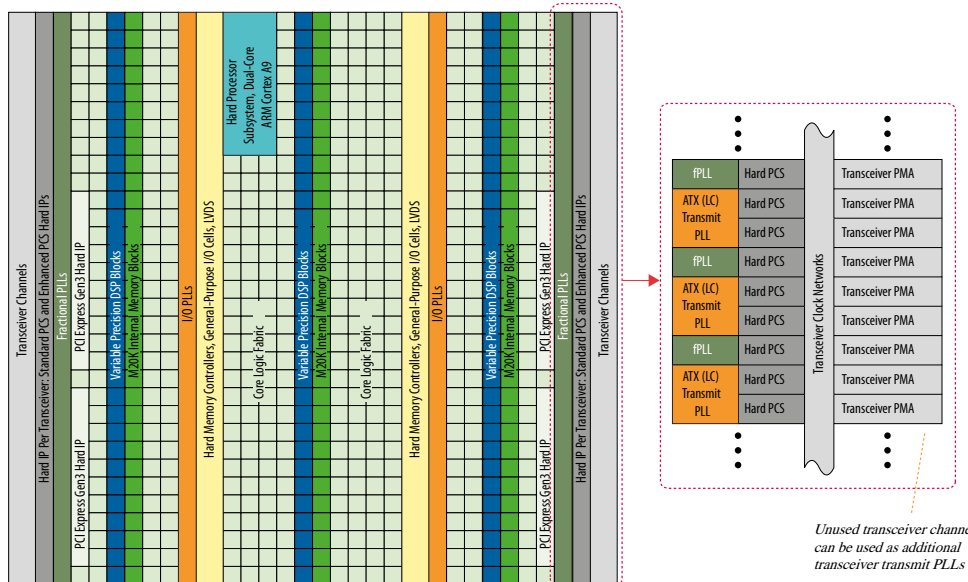 Transceiver Channels
Hard IP Per Transceiver: Standard PCS and Enhanced PCS Hard IPs
Fractional PLLs
PCI Express Gen3 Hard IP
PCI Express Gen3 Hard IP
Variable Precision DSP Blocks
M20K Internal Memory Blocks
I/O PLLs
Hard Memory Controllers, General-Purpose I/O Cells, LVDS
Hard Processor
Subsystem, Dual-Core
ARM Cortex A9
Core Logic Fabric
Variable Precision DSP Blocks
M20K Internal Memory Blocks
Core Logic Fabric
Hard Memory Controllers, General-Purpose I/O Cells, LVDS
I/O PLLs
Variable Precision DSP Blocks
M20K Internal Memory Blocks
PCI Express Gen3 Hard IP
PCI Express Gen3 Hard IP
Fractional PLLs
Hard IP Per Transceiver: Standard PCS and Enhanced PCS Hard IPs
Transceiver Channels
fPLL
ATX (LC)
Transmit
PLL
fPLL
ATX (LC)
Transmit
PLL
fPLL
ATX (LC)
Transmit
PLL
Hard PCS
Hard PCS
Hard PCS
Hard PCS
Hard PCS
Hard PCS
Hard PCS
Hard PCS
Hard PCS
Transceiver Clock Networks
Transceiver PMA
Transceiver PMA
Transceiver PMA
Transceiver PMA
Transceiver PMA
Transceiver PMA
Transceiver PMA
Transceiver PMA
Transceiver PMA
Unused transceiver channe
can be used as additional
transceiver transmit PLLs